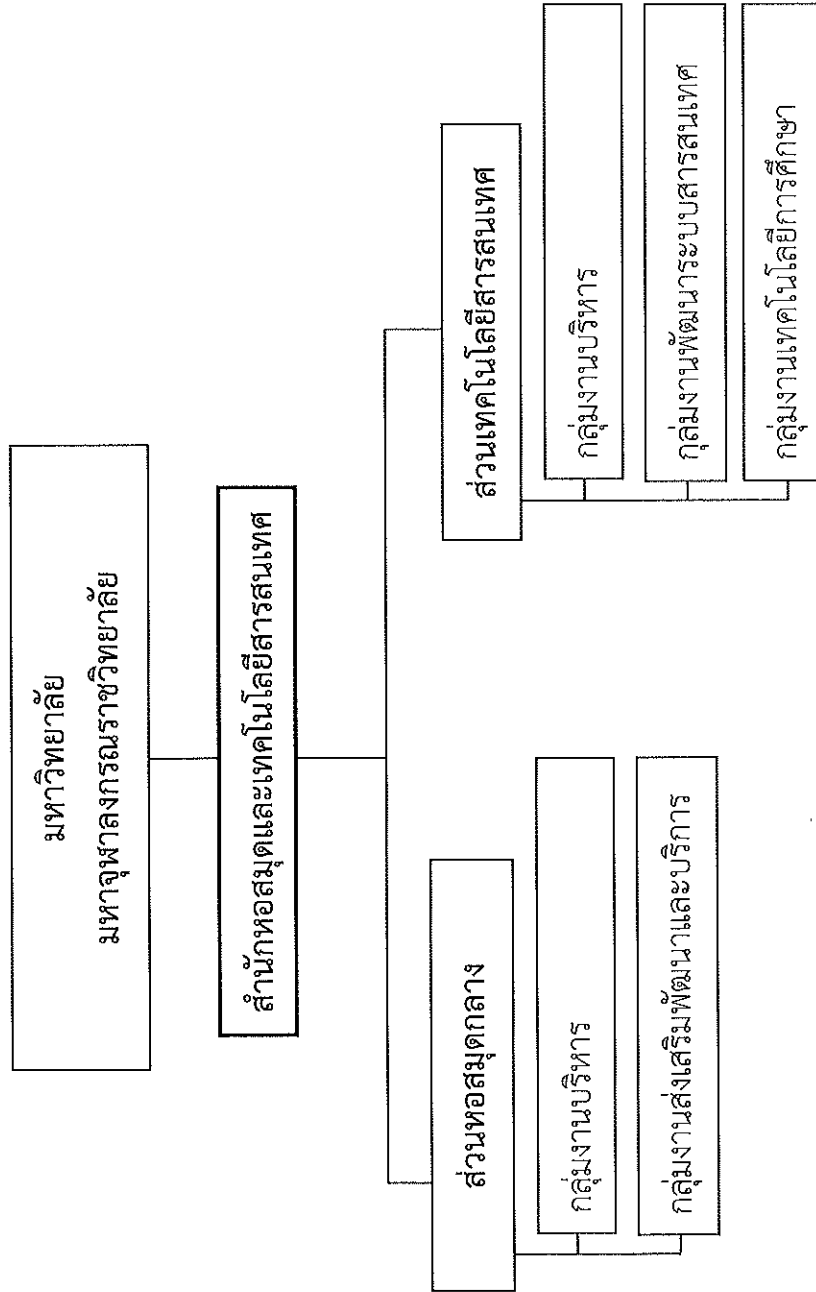 มหาวิทยาลัย
มหาจุฬาลงกรณราชวิทยาลัย
สำนักหอสมุดและเทคโนโลยีสารสนเทศ
ส่วนหอสมุดกลาง
กลุ่มงานบริหาร
กลุ่มงานส่งเสริมพัฒนาและบริการ
ส่วนเทคโนโลยีสารสนเทศ
กลุ่มงานบริหาร
กุล่มงานพัฒนาระบบสารสนเทศ
กลุ่มงานเทคโนโลยีการศึกษา